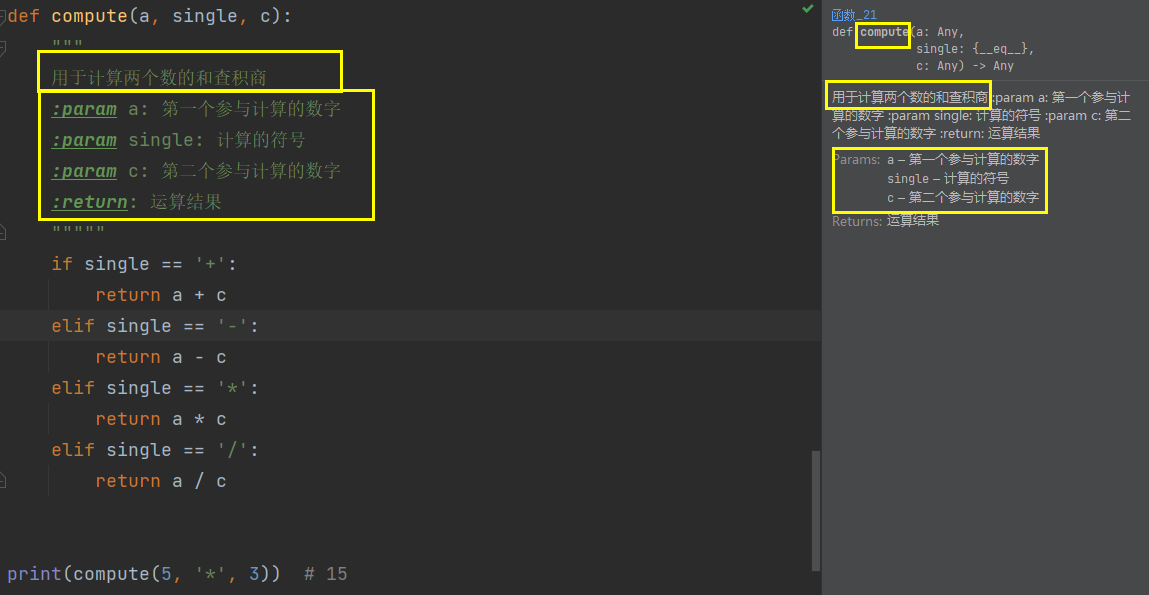 def compute(a, single, c):
"""
用于计算两个数的和查积商
:param a: 第一个参与计算的数字
:param single: 计算的符号
:param c: 第二个参与计算的数字
:return: 运算结果
"""""
if single == '+':
return a + c
elif single == '-':
return a - c
elif single == '*':
return a * c
elif single == '/':
return a / c
print(compute(5, '*', 3))  # 15
函数_21
def compute(a: Any,
single: {__eq__},
c: Any) -> Any
用于计算两个数的和查积商 :param a: 第一个参与计
算的数字 :param single: 计算的符号 :param c: 第二
个参与计算的数字 :return: 运算结果
Params: a – 第一个参与计算的数字
single – 计算的符号
c – 第二个参与计算的数字
Returns: 运算结果